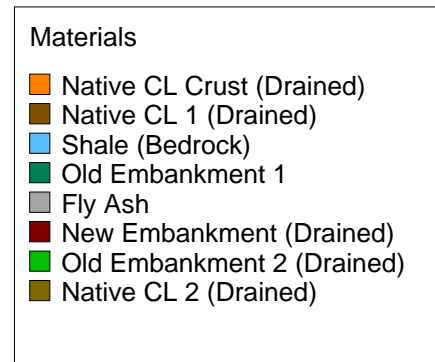 Materials
Native CL Crust (Drained)
Native CL 1 (Drained)
Shale (Bedrock)
Old Embankment 1
Fly Ash
New Embankment (Drained)
Old Embankment 2 (Drained)
Native CL 2 (Drained)